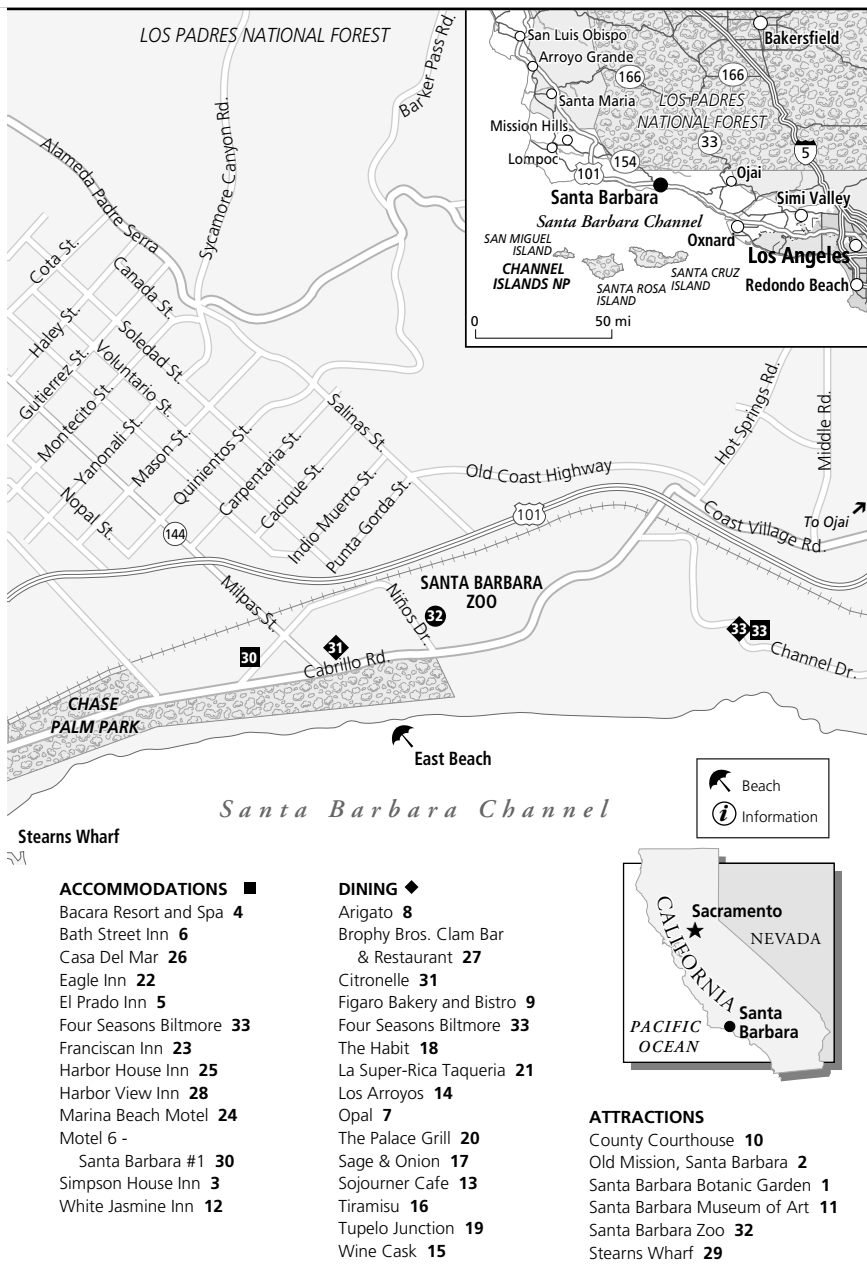 LOS PADRES NATIONAL FOREST
Sycamore Canyon Rd.
Barker Pass Rd.
Alameda Padre Serra
Cota St.
Canada St.
Haley St.
Soledad St.
Gutierrez St.
Voluntario St.
Montecito St.
Salinas St.
Yanonali St.
Mason St.
Quinientos St.
Carpentaria St.
Cacique St.
Indio Muerto St.
Punta Gorda St.
Nopal St.
144
Milpas St.
Old Coast Highway
101
Hot Springs Rd.
Middle Rd.
Coast Village Rd.
To Ojai
SANTA BARBARA
ZOO
Niños Dr.
32
30
31
33
33
Cabrillo Rd.
Channel Dr.
CHASE
PALM PARK
East Beach
Santa Barbara Channel
Stearns Wharf
San Luis Obispo
Bakersfield
Arroyo Grande
166
166
Santa Maria
LOS PADRES
NATIONAL FOREST
Mission Hills
33
Lompoc
154
101
5
Ojai
Santa Barbara
Simi Valley
Santa Barbara Channel
Oxnard
SAN MIGUEL
ISLAND
Los Angeles
CHANNEL
ISLANDS NP
SANTA CRUZ
ISLAND
SANTA ROSA
ISLAND
Redondo Beach
0
50 mi
Beach
i Information
ACCOMMODATIONS
Bacara Resort and Spa 4
Bath Street Inn 6
Casa Del Mar 26
Eagle Inn 22
El Prado Inn 5
Four Seasons Biltmore 33
Franciscan Inn 23
Harbor House Inn 25
Harbor View Inn 28
Marina Beach Motel 24
Motel 6 -
Santa Barbara #1 30
Simpson House Inn 3
White Jasmine Inn 12
DINING
Arigato 8
Brophy Bros. Clam Bar
& Restaurant 27
Citronelle 31
Figaro Bakery and Bistro 9
Four Seasons Biltmore 33
The Habit 18
La Super-Rica Taqueria 21
Los Arroyos 14
Opal 7
The Palace Grill 20
Sage & Onion 17
Sojourner Cafe 13
Tiramisu 16
Tupelo Junction 19
Wine Cask 15
CALIFORNIA
Sacramento
NEVADA
Santa
Barbara
PACIFIC
OCEAN
ATTRACTIONS
County Courthouse 10
Old Mission, Santa Barbara 2
Santa Barbara Botanic Garden 1
Santa Barbara Museum of Art 11
Santa Barbara Zoo 32
Stearns Wharf 29